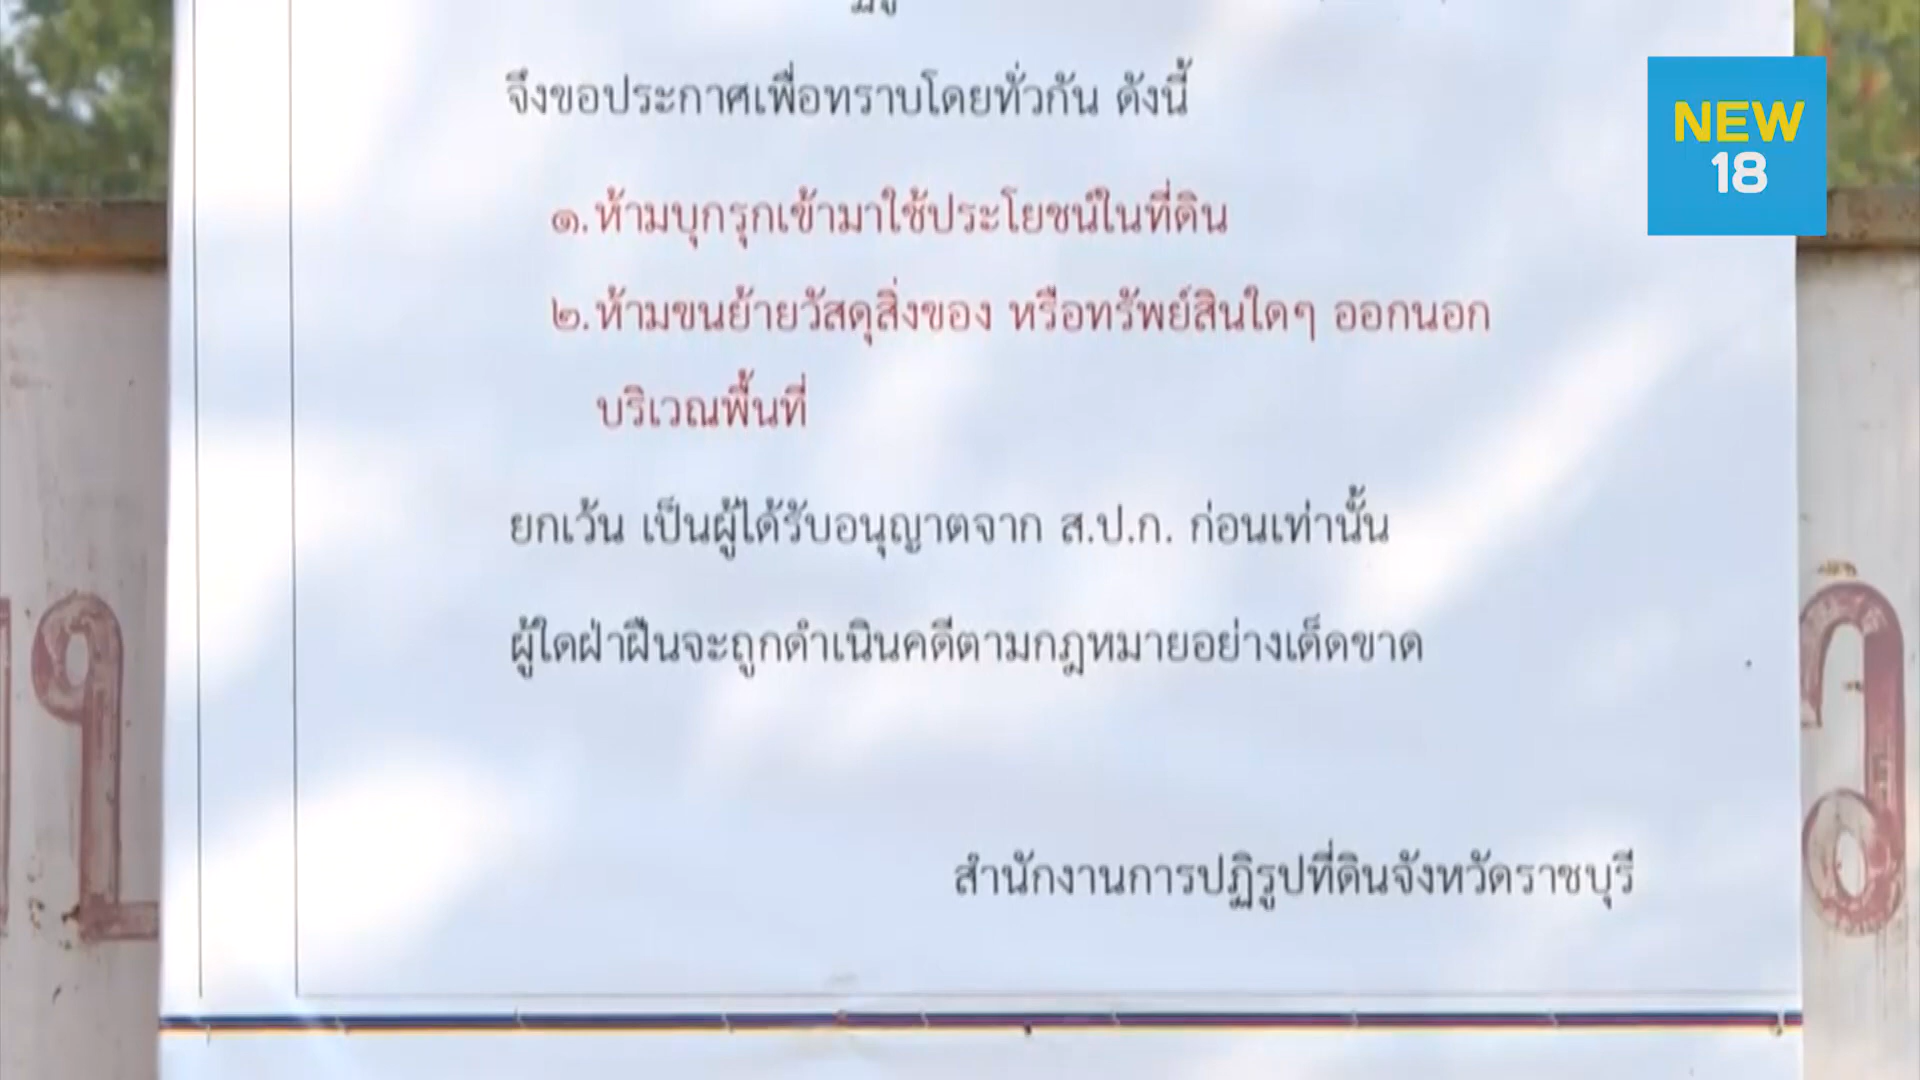 จึงขอประกาศเพื่อทราบโดยทั่วกัน ดังนี้
NEW
18
๑.ห้ามบุกรุกเข้ามาใช้ประโยชน์ในที่ดิน
๒.ห้ามขนย้ายวัสดุสิ่งของ หรือทรัพย์สินใดๆ ออกนอก
บริเวณพื้นที่
ยกเว้น เป็นผู้ได้รับอนุญาตจาก ส.ป.ก. ก่อนเท่านั้น
ผู้ใดฝ่าฝืนจะถูกดำเนินคดีตามกฎหมายอย่างเด็ดขาด
สำนักงานการปฏิรูปที่ดินจังหวัดราชบุรี